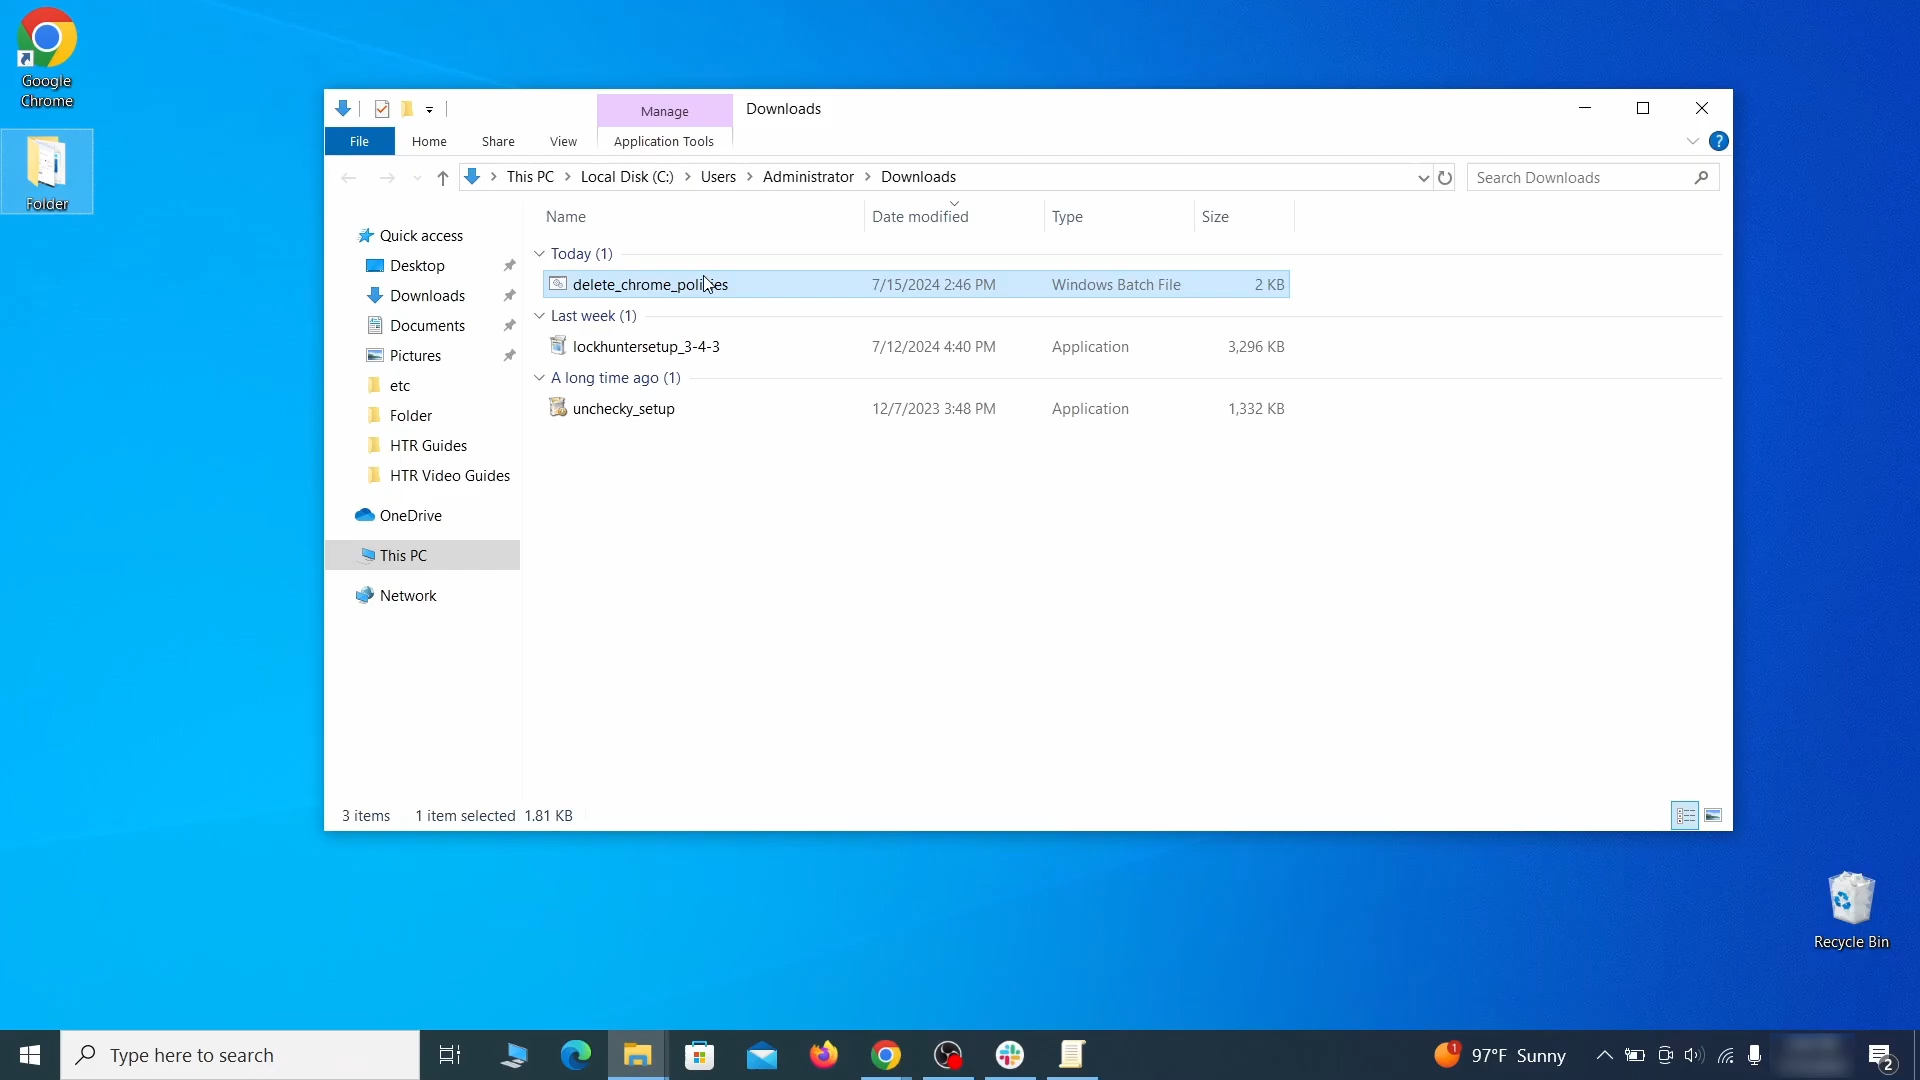 Google
Chrome
Folder
Manage
Downloads
File
Home
Share
View
Application Tools
?
This PC
Local Disk (C:)
Users
Administrator
Downloads
Search Downloads
Name
Date modified
Type
Size
Quick access
Desktop
Downloads
Documents
Pictures
etc
Folder
HTR Guides
HTR Video Guides
OneDrive
This PC
Network
Today (1)
delete_chrome_policies 7/15/2024 2:46 PM Windows Batch File 2 KB
Last week (1)
lockhuntersetup_3-4-3 7/12/2024 4:40 PM Application 3,296 KB
A long time ago (1)
unchecky_setup 12/7/2023 3:48 PM Application 1,332 KB
3 items 1 item selected 1.81 KB
Recycle Bin
Type here to search
1
97°F Sunny
2